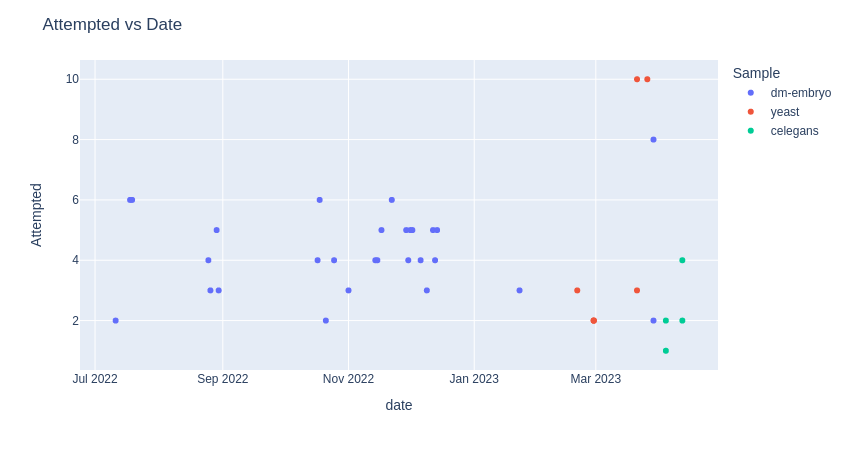 Attempted vs Date
Sample
dm-embryo
yeast
celegans
Attempted
10
8
6
4
2
Jul 2022
Sep 2022
Nov 2022
Jan 2023
Mar 2023
date